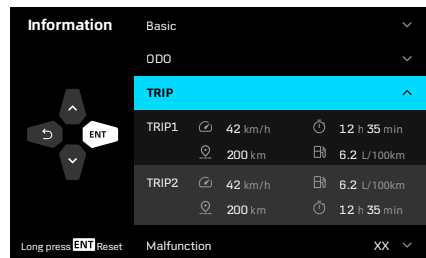 Information
Basic
ODO
TRIP
TRIP1 42 km/h 12 h 35 min
200 km 6.2 L/100km
ENT
TRIP2 42 km/h 6.2 L/100km
200 km 12 h 35 min
Long press ENT Reset
Malfunction XX